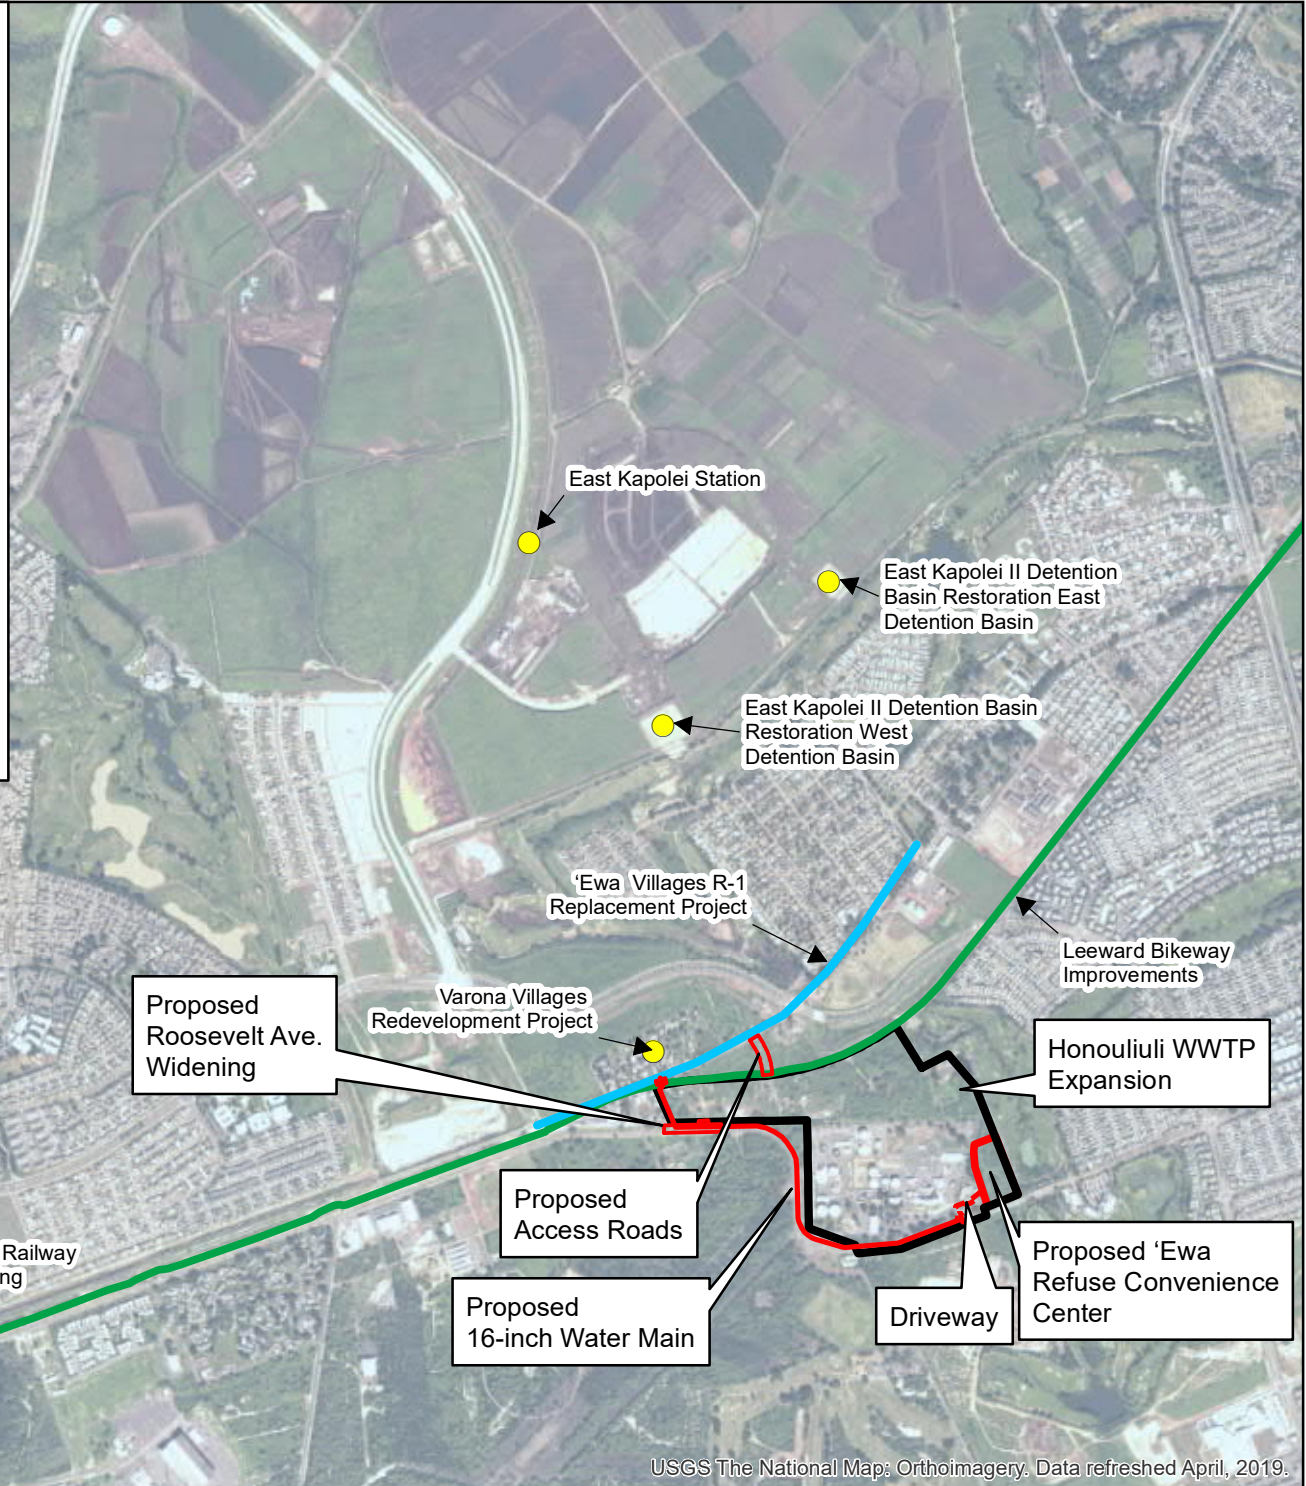 East Kapolei Station
East Kapolei II Detention
Basin Restoration East
Detention Basin
East Kapolei II Detention Basin
Restoration West
Detention Basin
‘Ewa Villages R-1
Replacement Project
Leeward Bikeway
Improvements
Varona Villages
Redevelopment Project
Proposed
Roosevelt Ave.
Widening
Honouliuli WWTP
Expansion
Proposed
Access Roads
Railway
ng
Proposed ‘Ewa
Refuse Convenience
Center
Proposed
16-inch Water Main
Driveway
USGS The National Map: Orthoimagery. Data refreshed April, 2019.